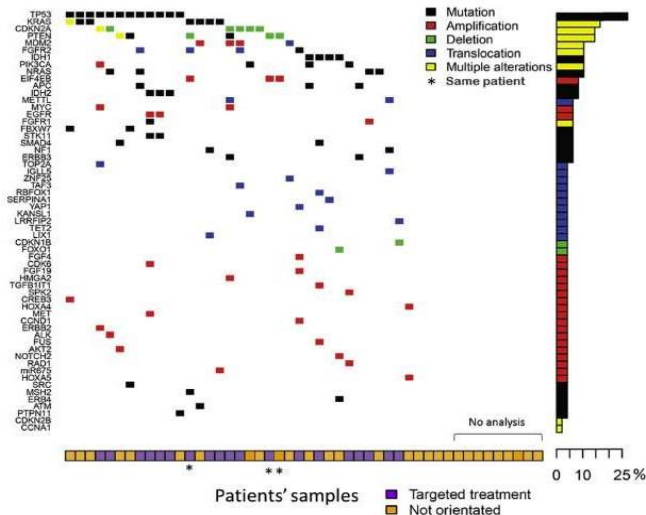 TP53
KRAS
CDKN2A
PTEN
MDM2
FGFR2
IDH1
PIK3CA
NRAS
EIF4EB
APC
IDH2
METTL
MYC
EGFR
FGFR1
FBXW7
STK11
SMAD4
NF1
ERBB3
TOP2A
IGLL5
ZNF25
TAF3
RBFOX1
SERPINA1
YAP1
KANSL1
LRRFIP2
TET2
LIX1
CDKN1B
FOXO1
FGF4
CDK6
FGF19
HMGA2
TGFB1IT1
SPK2
CREB3
HOXA4
MET
CCND1
ERBB2
ALK
FUS
AKT2
NOTCH2
RAD1
miR675
HOXA5
SRC
MSH2
ERB4
ATM
PTPN11
CDKN2B
CCNA1
Mutation
Amplification
Deletion
Translocation
Multiple alterations
* Same patient
No analysis
* * *
0 5 10 25%
Patients' samples
Targeted treatment
Not orientated